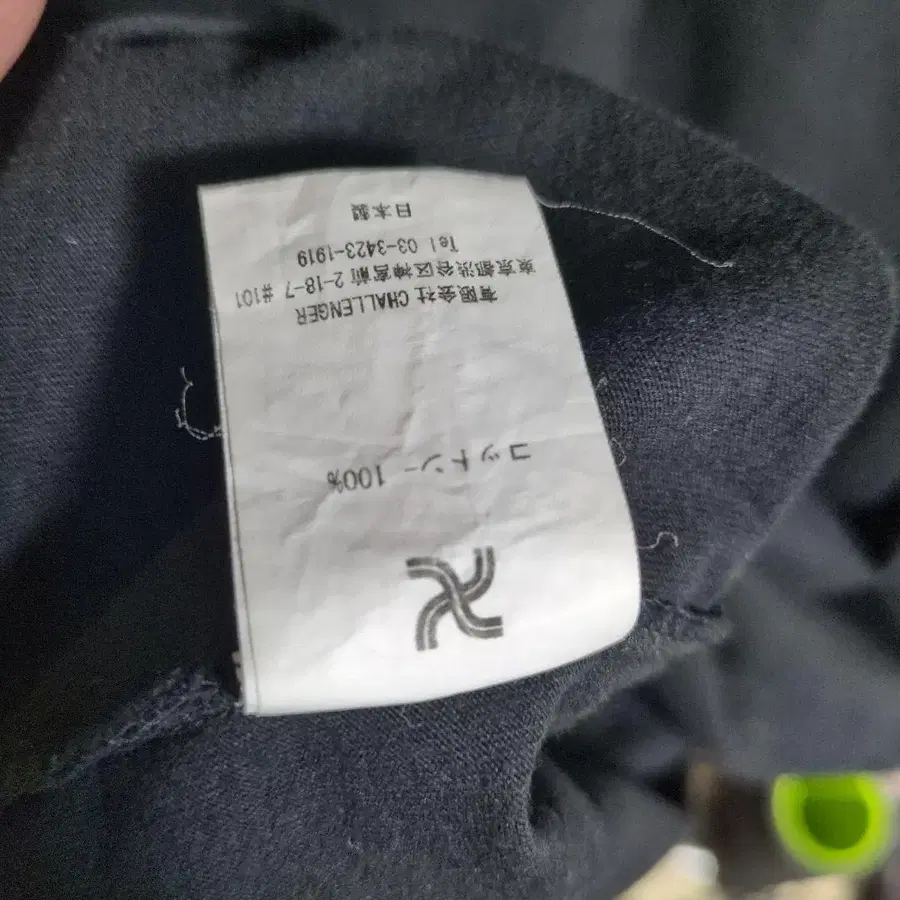 コットン - 100%
有限会社 CHALLENGER
東京都渋谷区神宮前 2-18-7 #101
Tel 03-3423-1919
日本製